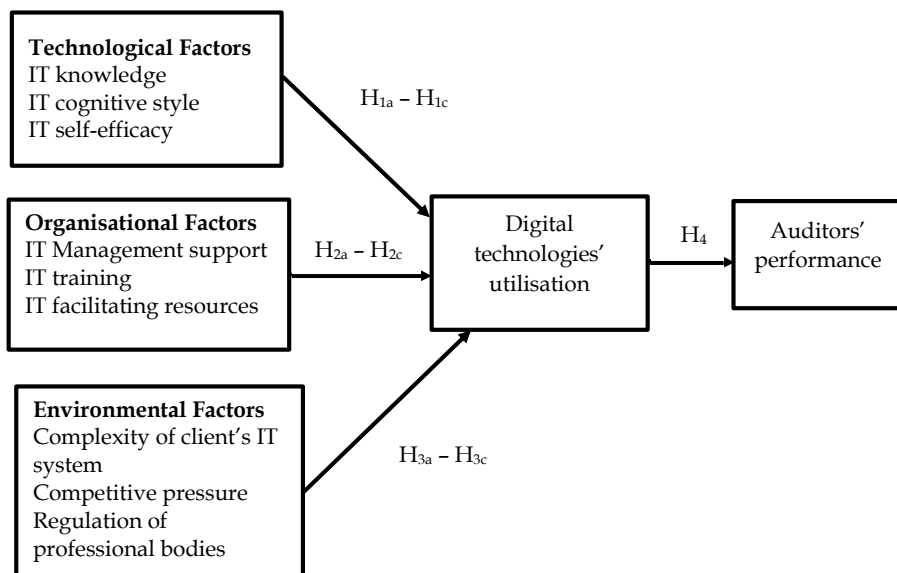 Technological Factors
IT knowledge
IT cognitive style
IT self-efficacy
H1a – H1c
Organisational Factors
IT Management support
IT training
IT facilitating resources
H2a – H2c
Digital
technologies’
utilisation
H4
Auditors’
performance
Environmental Factors
Complexity of client’s IT
system
Competitive pressure
Regulation of
professional bodies
H3a – H3c